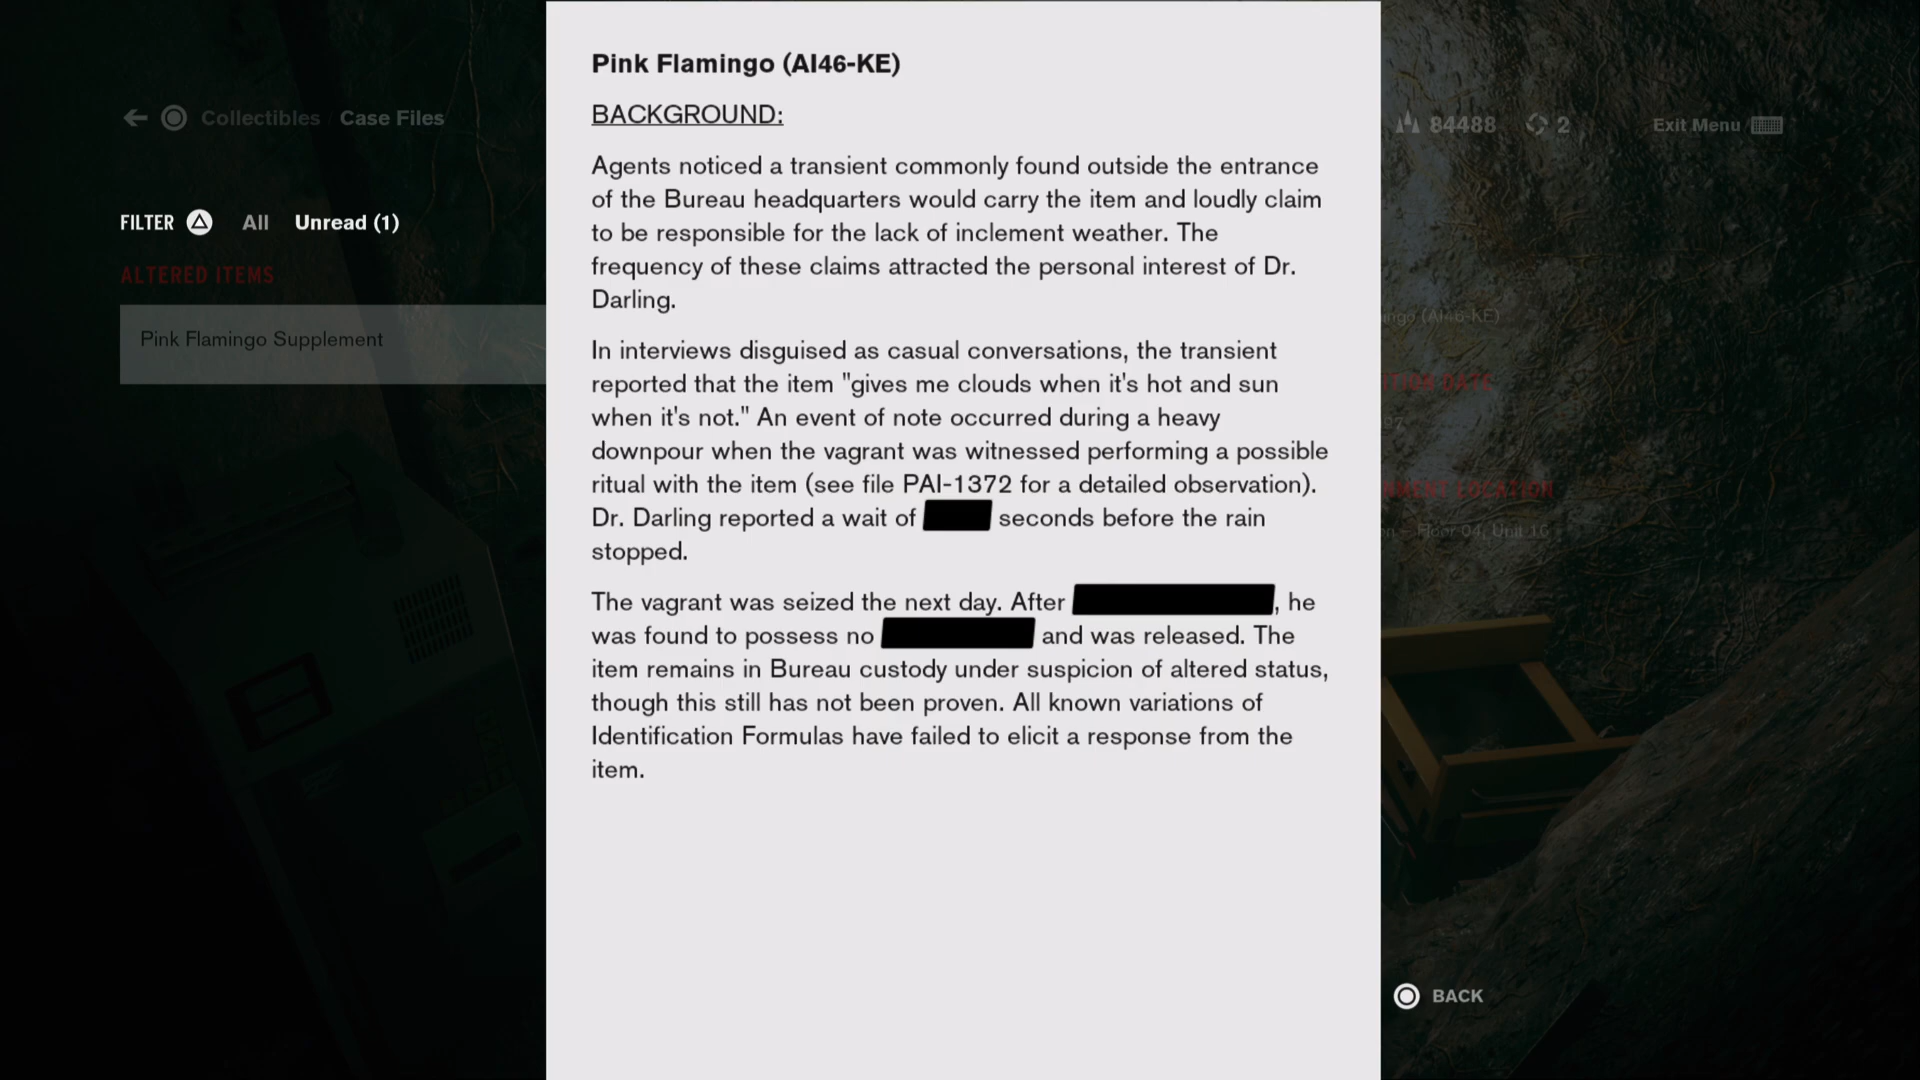 Pink Flamingo (AI46-KE)
BACKGROUND:
Agents noticed a transient commonly found outside the entrance
of the Bureau headquarters would carry the item and loudly claim
to be responsible for the lack of inclement weather. The
frequency of these claims attracted the personal interest of Dr.
Darling.
In interviews disguised as casual conversations, the transient
reported that the item "gives me clouds when it's hot and sun
when it's not." An event of note occurred during a heavy
downpour when the vagrant was witnessed performing a possible
ritual with the item (see file PAI-1372 for a detailed observation).
Dr. Darling reported a wait of seconds before the rain
stopped.
The vagrant was seized the next day. After , he
was found to possess no and was released. The
item remains in Bureau custody under suspicion of altered status,
though this still has not been proven. All known variations of
Identification Formulas have failed to elicit a response from the
item.
Collectibles / Case Files
FILTER All Unread (1)
ALTERED ITEMS
Pink Flamingo Supplement
84488 2 Exit Menu
(AI46-KE)
DATE
LOCATION
Floor 04, Unit 16
BACK